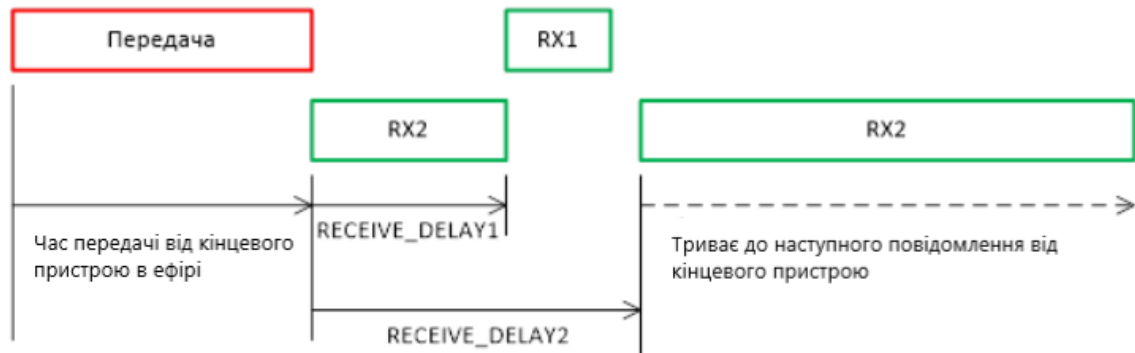 Передача
RX1
RX2
RX2
RECEIVE_DELAY1
Час передачі від кінцевого
пристрою в ефірі
Триває до наступного повідомлення від
кінцевого пристрою
RECEIVE_DELAY2